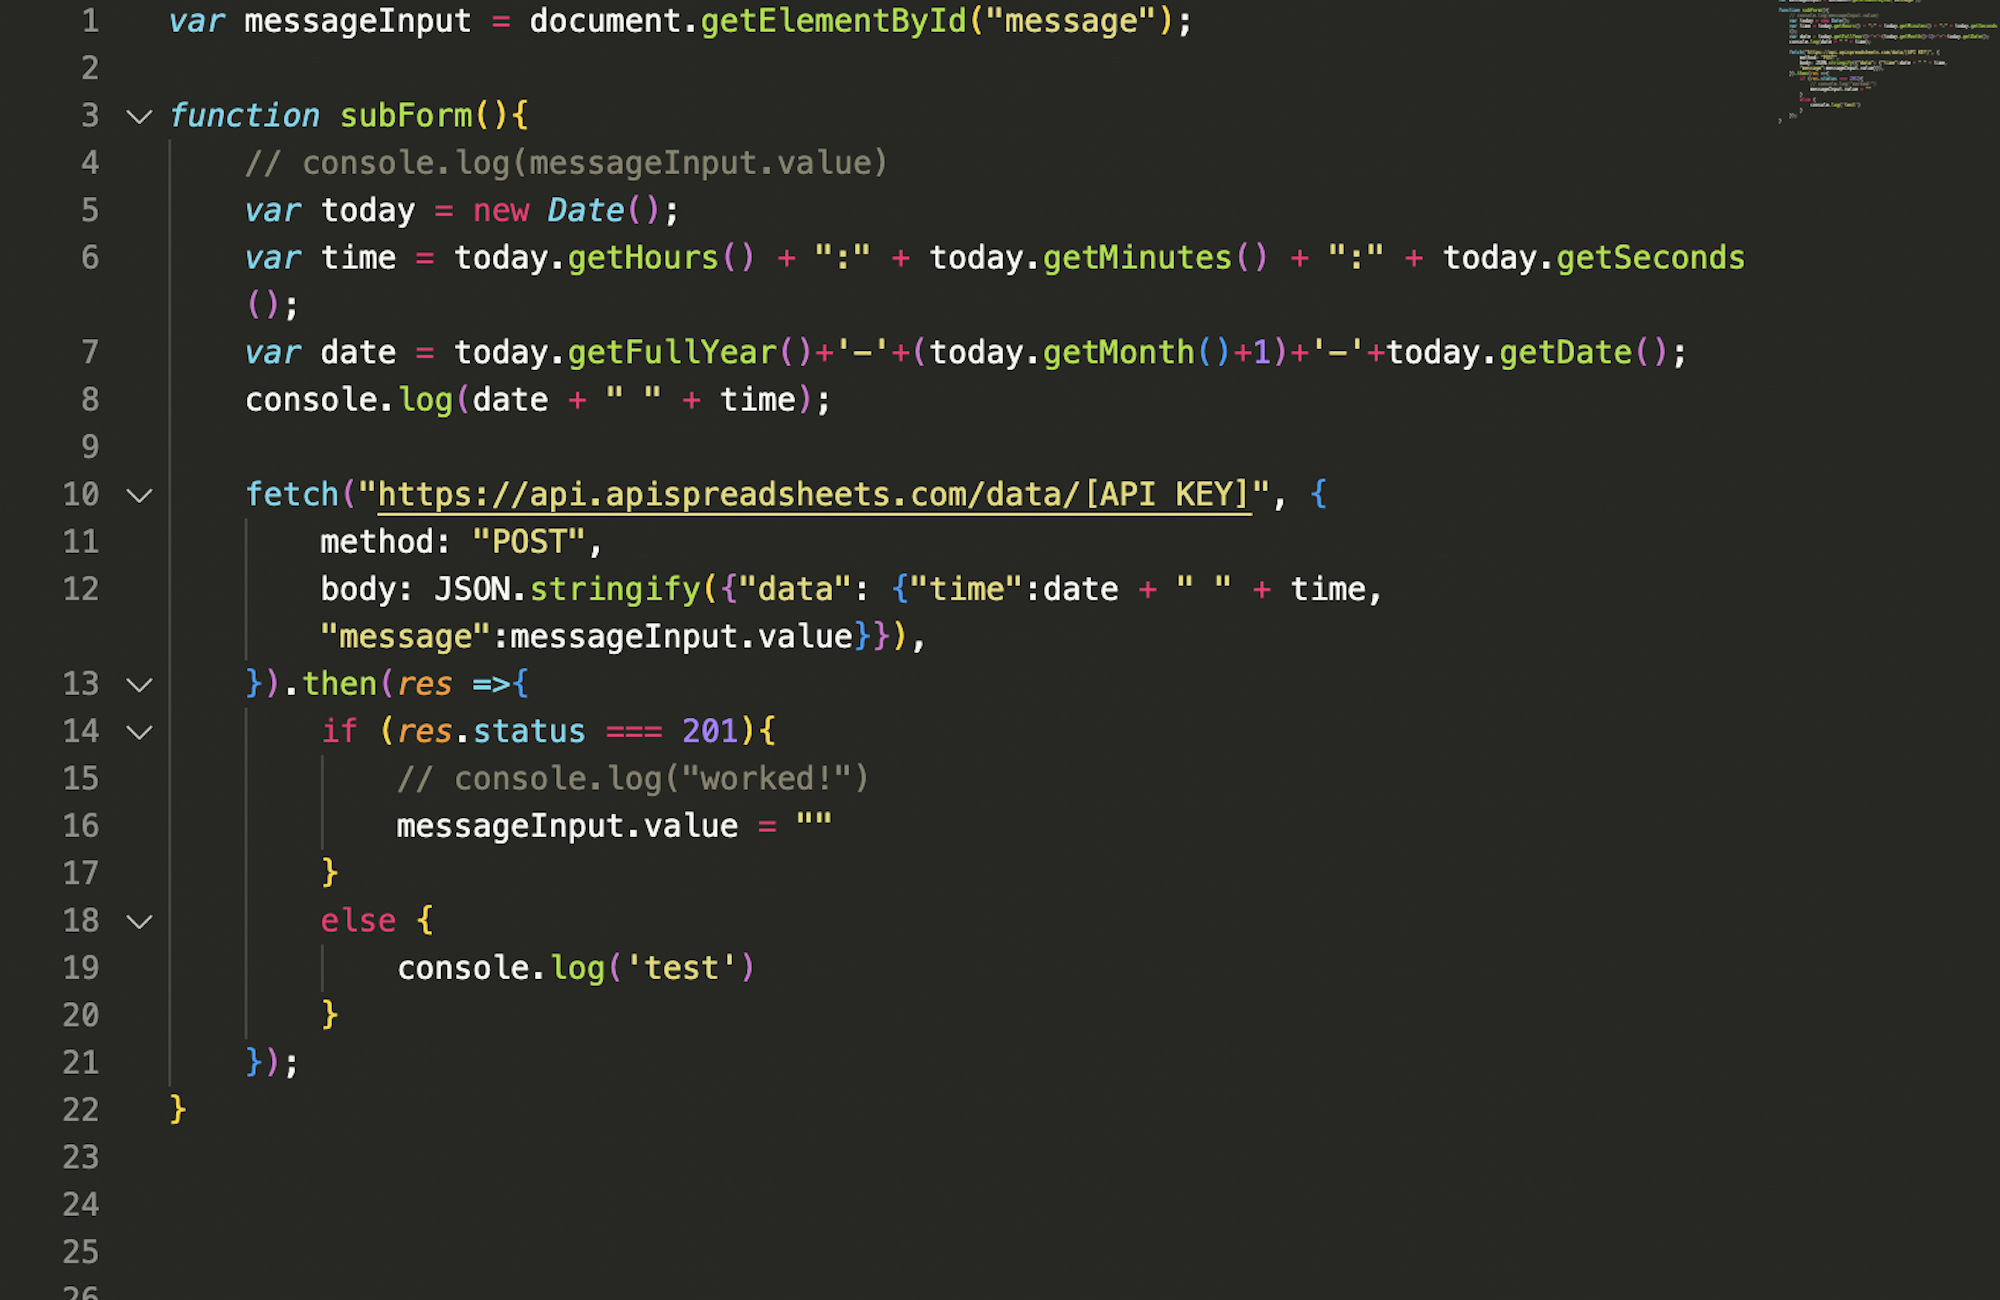 1 var messageInput = document.getElementById("message");
2
3 function subForm(){
4 // console.log(messageInput.value)
5 var today = new Date();
6 var time = today.getHours() + ":" + today.getMinutes() + ":" + today.getSeconds
();
7 var date = today.getFullYear()+'-'+(today.getMonth()+1)+'-'+today.getDate();
8 console.log(date + " " + time);
9
10 fetch("https://api.apispreadsheets.com/data/[API KEY]", {
11 method: "POST",
12 body: JSON.stringify({"data": {"time":date + " " + time,
"message":messageInput.value}}),
13 }).then(res =>{
14 if (res.status === 201){
15 // console.log("worked!")
16 messageInput.value = ""
17 }
18 else {
19 console.log('test')
20 }
21 });
22 }
23
24
25
26